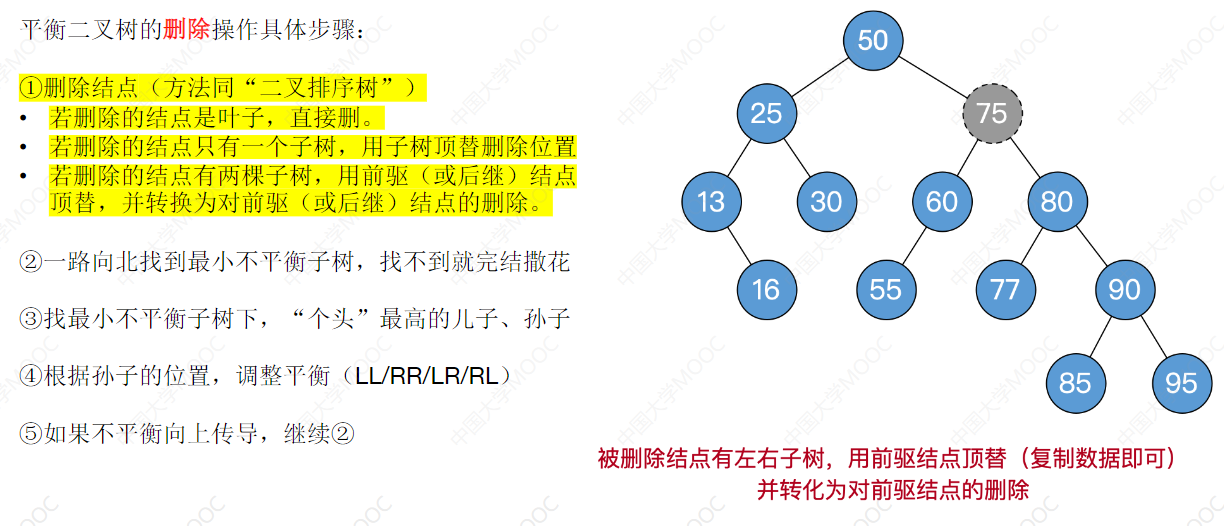 平衡二叉树的删除操作具体步骤：
①删除结点（方法同“二叉排序树”）
• 若删除的结点是叶子，直接删。
• 若删除的结点只有一个子树，用子树顶替删除位置
• 若删除的结点有两棵子树，用前驱（或后继）结点
顶替，并转换为对前驱（或后继）结点的删除。
②一路向北找到最小不平衡子树，找不到就完结撒花
③找最小不平衡子树下，“个头”最高的儿子、孙子
④根据孙子的位置，调整平衡（LL/RR/LR/RL）
⑤如果不平衡向上传导，继续②
50
25
75
13
30
60
80
16
55
77
90
85
95
被删除结点有左右子树，用前驱结点顶替（复制数据即可）
并转化为对前驱结点的删除
中国大学MOOC